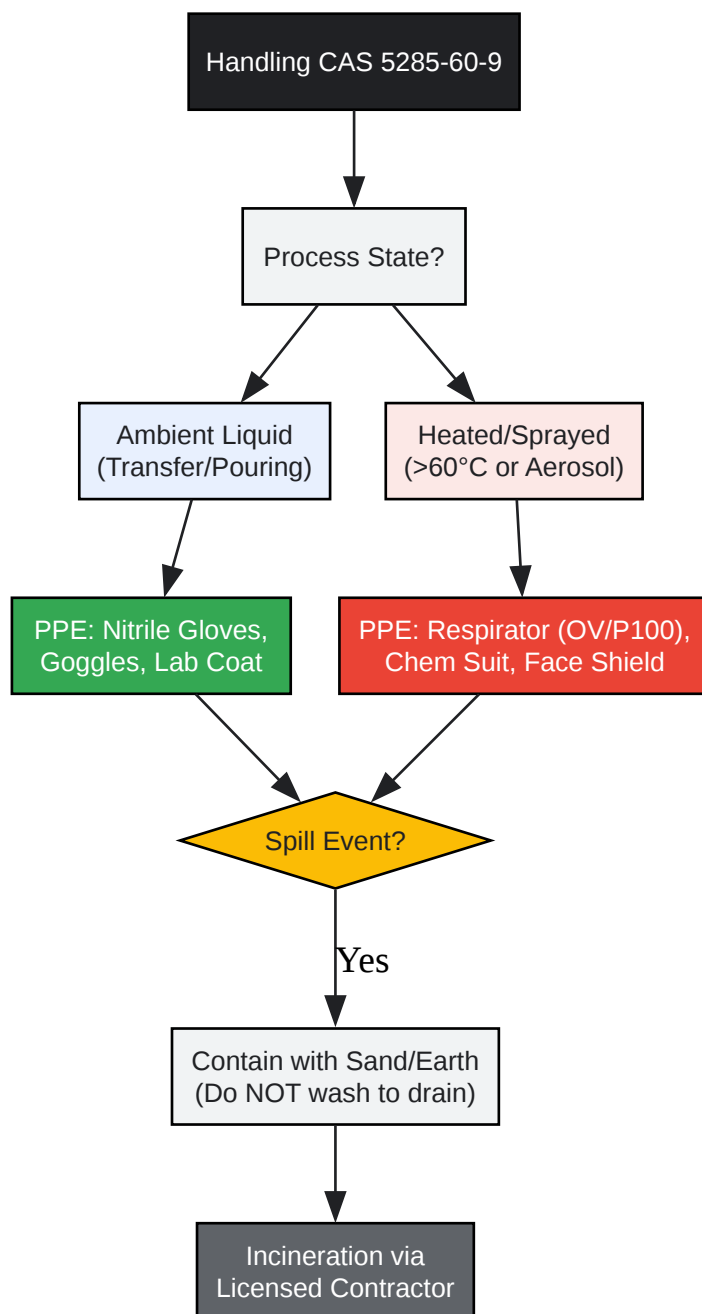 Handling CAS 5285-60-9
Process State?
Ambient Liquid
(Transfer/Pouring)
Heated/Sprayed
(>60°C or Aerosol)
PPE: Nitrile Gloves,
Goggles, Lab Coat
PPE: Respirator (OV/P100),
Chem Suit, Face Shield
Spill Event?
Yes
Contain with Sand/Earth
(Do NOT wash to drain)
Incineration via
Licensed Contractor